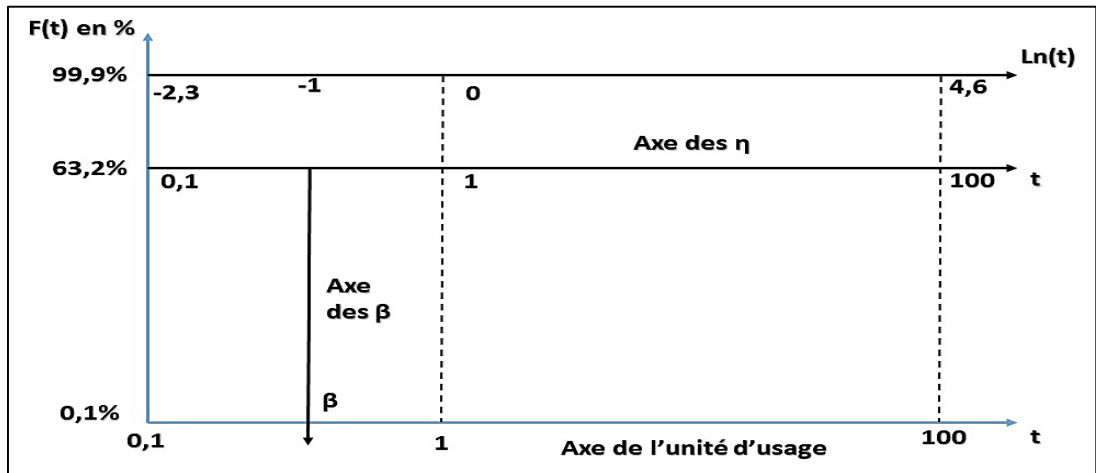 F(t) en %
Ln(t)
99,9%
-2,3
-1
0
4,6
Axe des η
63,2%
0,1
1
100
t
Axe
des β
β
0,1%
0,1
1
Axe de l'unité d'usage
100
t